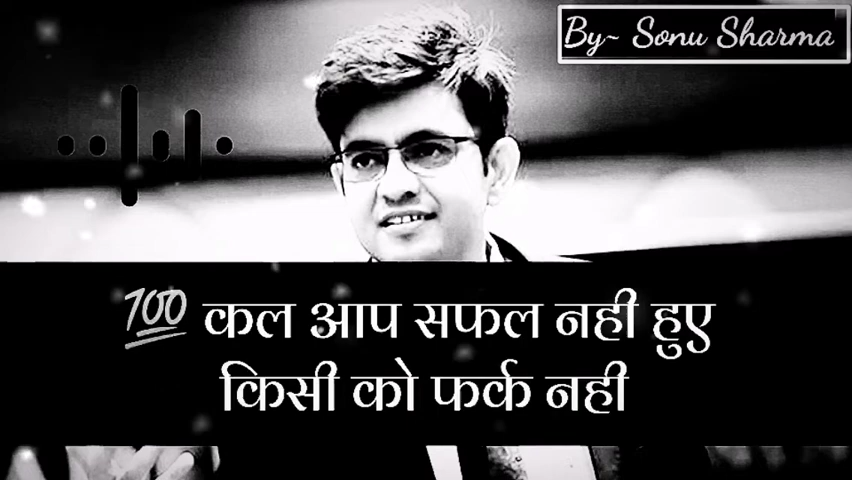 By~ Sonu Sharma
💯 कल आप सफल नही हुए
किसी को फर्क नही